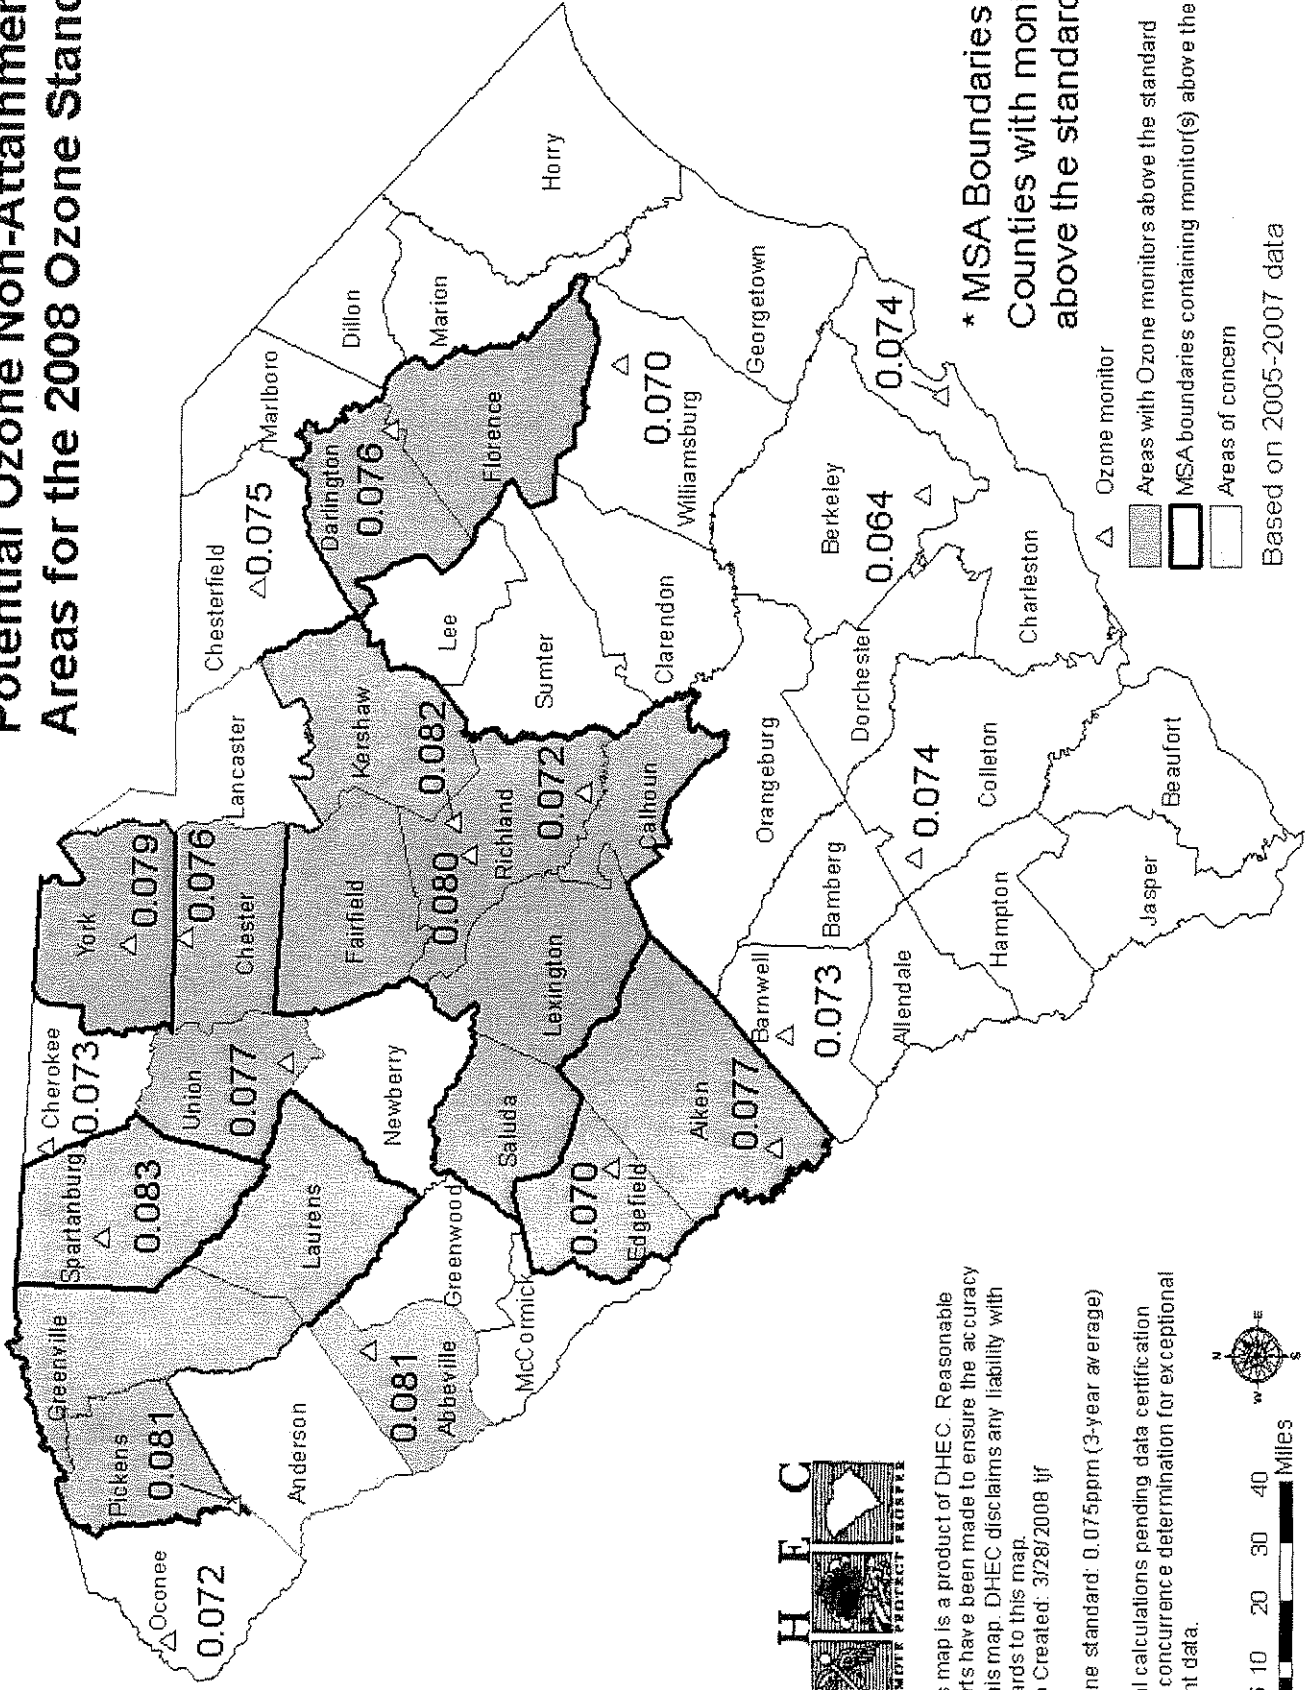 Potential Ozone Non-Attainmen
Areas for the 2008 Ozone Stand
Oconee
0.072
Pickens
0.081
Greenville
Anderson
0.081
Abbeville
Spartanburg
0.083
Laurens
Greenwood
McCormick
Cherokee
0.073
Union
0.077
Newberry
Saluda
0.070
Edgefield
York
0.079
0.076
Chester
Fairfield
0.080
Lexington
Aiken
0.077
Lancaster
Kershaw
0.082
Richland
0.072
Calhoun
Chesterfield
0.075
Lee
Sumter
Clarendon
Orangeburg
Bamberg
Barnwell
0.073
Allendale
Hampton
Jasper
Beaufort
0.074
Colleton
Dorchester
Charleston
Berkeley
0.064
0.074
Marlboro
Darlington
0.076
Florence
Dillon
Marion
Horry
0.070
Williamsburg
Georgetown
* MSA Boundaries
Counties with mon
above the standard
Ozone monitor
Areas with Ozone monitors above the standard
MSA boundaries containing monitor(s) above the
Areas of concern
Based on 2005-2007 data
H E C
MOTE PROTECT PROSPER
s map is a product of DHEC. Reasonable
rts have been made to ensure the accuracy
his map. DHEC disclaims any liability with
ards to this map.
Created: 3/28/2008 tjf
ne standard: 0.075ppm (3-year average)
l calculations pending data certification
concurrence determination for exceptional
nt data.
N
W E
S
10 20 30 40
Miles